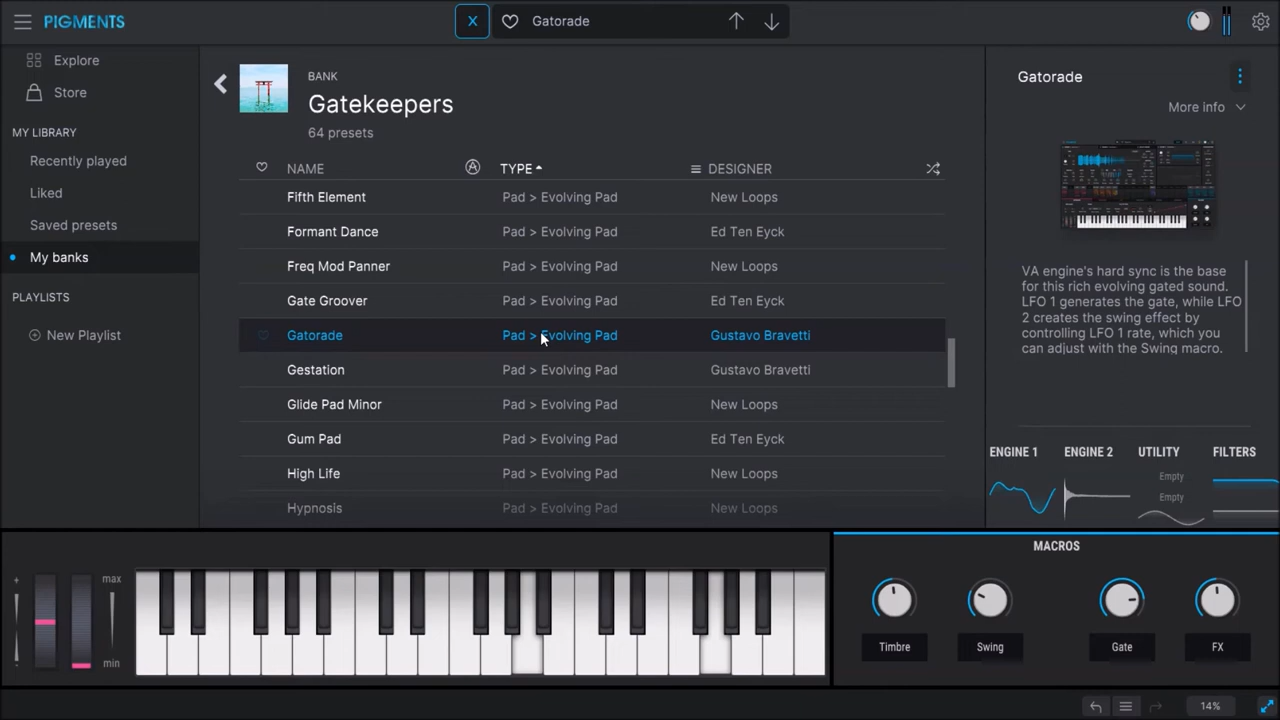 PIGMENTS
X
Gatorade
Explore
Store
MY LIBRARY
Recently played
Liked
Saved presets
My banks
PLAYLISTS
New Playlist
BANK
Gatekeepers
64 presets
NAME TYPE DESIGNER
Fifth Element Pad > Evolving Pad New Loops
Formant Dance Pad > Evolving Pad Ed Ten Eyck
Freq Mod Panner Pad > Evolving Pad New Loops
Gate Groover Pad > Evolving Pad Ed Ten Eyck
Gatorade Pad > Evolving Pad Gustavo Bravetti
Gestation Pad > Evolving Pad Gustavo Bravetti
Glide Pad Minor Pad > Evolving Pad New Loops
Gum Pad Pad > Evolving Pad Ed Ten Eyck
High Life Pad > Evolving Pad New Loops
Hypnosis Pad > Evolving Pad New Loops
Gatorade
More info
VA engine's hard sync is the base
for this rich evolving gated sound.
LFO 1 generates the gate, while LFO
2 creates the swing effect by
controlling LFO 1 rate, which you
can adjust with the Swing macro.
ENGINE 1 ENGINE 2 UTILITY FILTERS
Empty
Empty
+ max
- min
MACROS
Timbre Swing Gate FX
14%